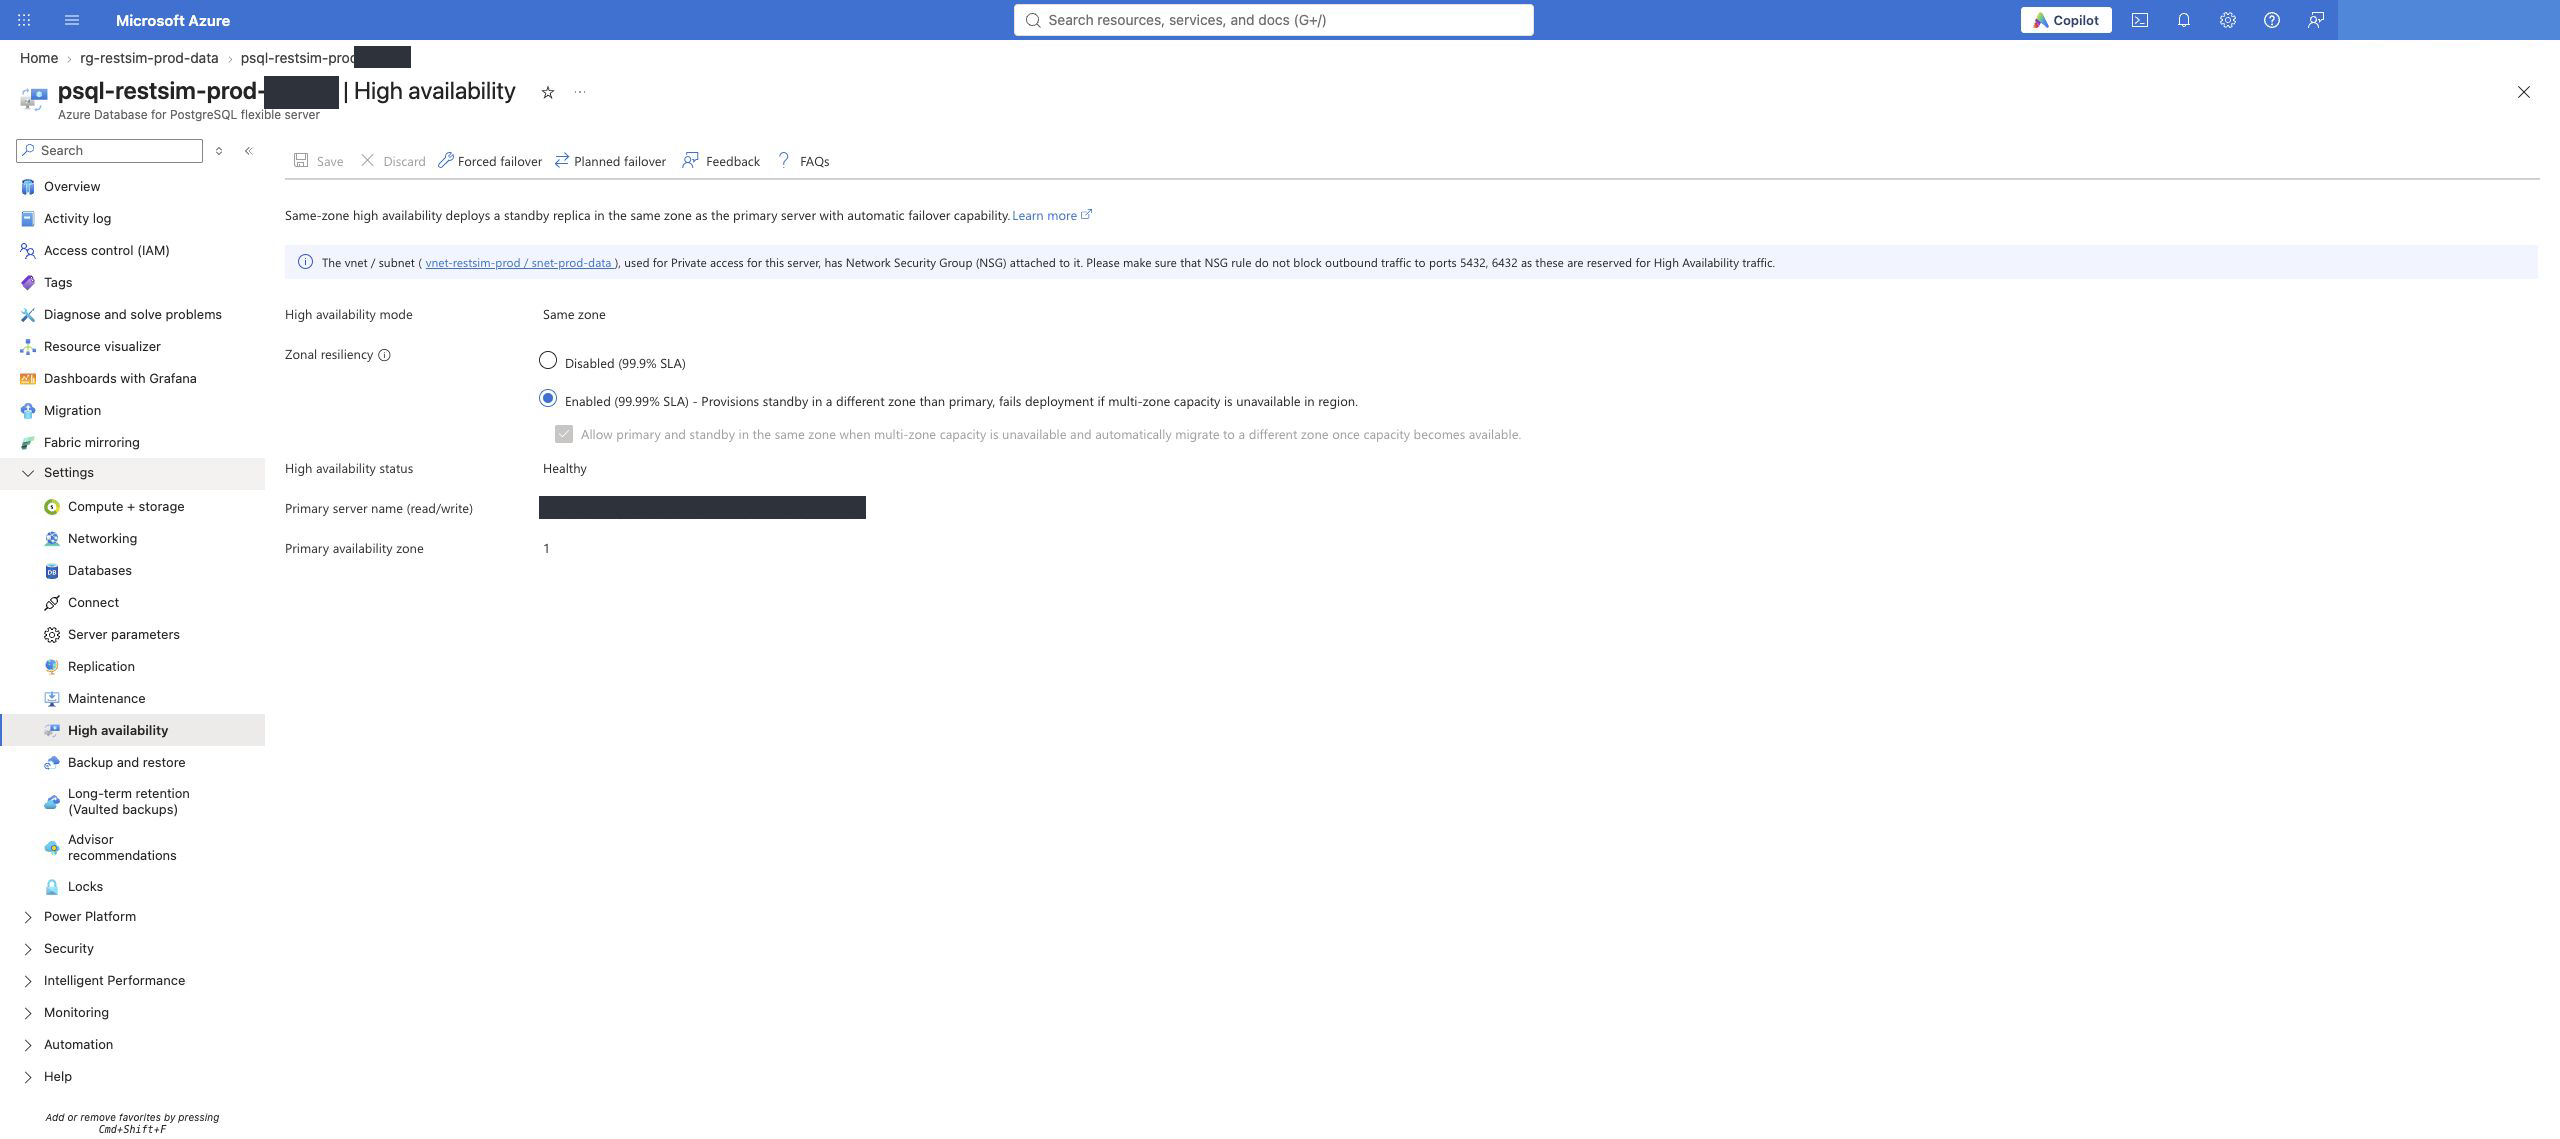 Microsoft Azure
Search resources, services, and docs (G+/)
Copilot
Home › rg-restsim-prod-data › psql-restsim-prod
psql-restsim-prod- | High availability
Azure Database for PostgreSQL flexible server
Search
Save Discard Forced failover Planned failover Feedback FAQs
Overview
Activity log
Access control (IAM)
Tags
Diagnose and solve problems
Resource visualizer
Dashboards with Grafana
Migration
Fabric mirroring
Settings
Compute + storage
Networking
Databases
Connect
Server parameters
Replication
Maintenance
High availability
Backup and restore
Long-term retention
(Vaulted backups)
Advisor
recommendations
Locks
Power Platform
Security
Intelligent Performance
Monitoring
Automation
Help
Add or remove favorites by pressing
Cmd+Shift+F
Same-zone high availability deploys a standby replica in the same zone as the primary server with automatic failover capability. Learn more
The vnet / subnet ( vnet-restsim-prod / snet-prod-data ), used for Private access for this server, has Network Security Group (NSG) attached to it. Please make sure that NSG rule do not block outbound traffic to ports 5432, 6432 as these are reserved for High Availability traffic.
High availability mode Same zone
Zonal resiliency Disabled (99.9% SLA)
Enabled (99.99% SLA) - Provisions standby in a different zone than primary, fails deployment if multi-zone capacity is unavailable in region.
Allow primary and standby in the same zone when multi-zone capacity is unavailable and automatically migrate to a different zone once capacity becomes available.
High availability status Healthy
Primary server name (read/write)
Primary availability zone 1